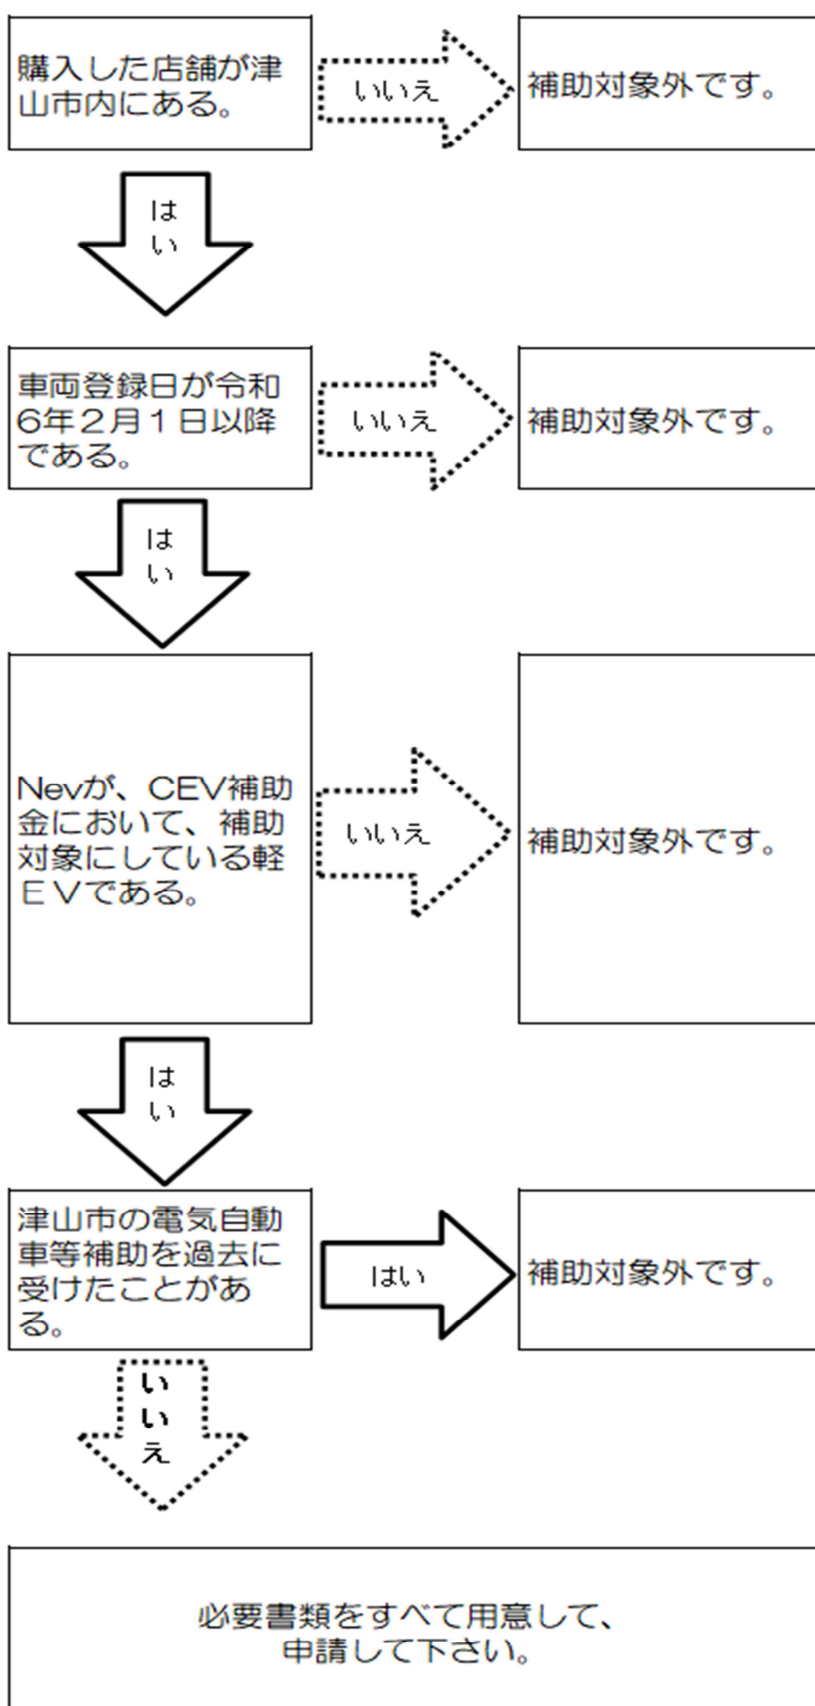 購入した店舗が津
山市内にある。
いいえ
補助対象外です。
は
い
車両登録日が令和
6年２月１日以降
である。
いいえ
補助対象外です。
は
い
Nevが、CEV補助
金において、補助
対象にしている軽
ＥＶである。
いいえ
補助対象外です。
は
い
津山市の電気自動
車等補助を過去に
受けたことがあ
る。
はい
補助対象外です。
い
い
え
必要書類をすべて用意して、
申請して下さい。